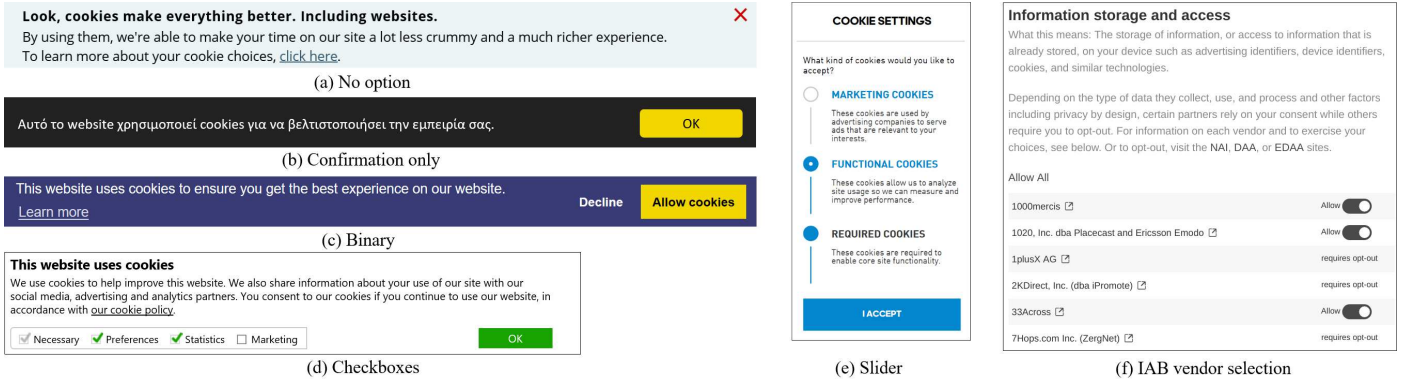 Look, cookies make everything better. Including websites.
By using them, we're able to make your time on our site a lot less crummy and a much richer experience.
To learn more about your cookie choices, click here.
(a) No option
Αυτό το website χρησιμοποιεί cookies για να βελτιστοποιήσει την εμπειρία σας.
OK
(b) Confirmation only
This website uses cookies to ensure you get the best experience on our website.
Learn more
Decline
Allow cookies
(c) Binary
This website uses cookies
We use cookies to help improve this website. We also share information about your use of our site with our
social media, advertising and analytics partners. You consent to our cookies if you continue to use our website, in
accordance with our cookie policy.
Necessary Preferences Statistics Marketing
OK
(d) Checkboxes
COOKIE SETTINGS
What kind of cookies would you like to
accept?
MARKETING COOKIES
These cookies are used by
advertising companies to serve
ads that are relevant to your
interests.
FUNCTIONAL COOKIES
These cookies allow us to analyze
site usage so we can measure and
improve performance.
REQUIRED COOKIES
These cookies are required to
enable core site functionality.
I ACCEPT
(e) Slider
Information storage and access
What this means: The storage of information, or access to information that is
already stored, on your device such as advertising identifiers, device identifiers,
cookies, and similar technologies.
Depending on the type of data they collect, use, and process and other factors
including privacy by design, certain partners rely on your consent while others
require you to opt-out. For information on each vendor and to exercise your
choices, see below. Or to opt-out, visit the NAI, DAA, or EDAA sites.
Allow All
1000mercis Allow
1020, Inc. dba Placecast and Ericsson Emodo Allow
1plusX AG requires opt-out
2KDirect, Inc. (dba iPromote) requires opt-out
33Across Allow
7Hops.com Inc. (ZergNet) requires opt-out
(f) IAB vendor selection